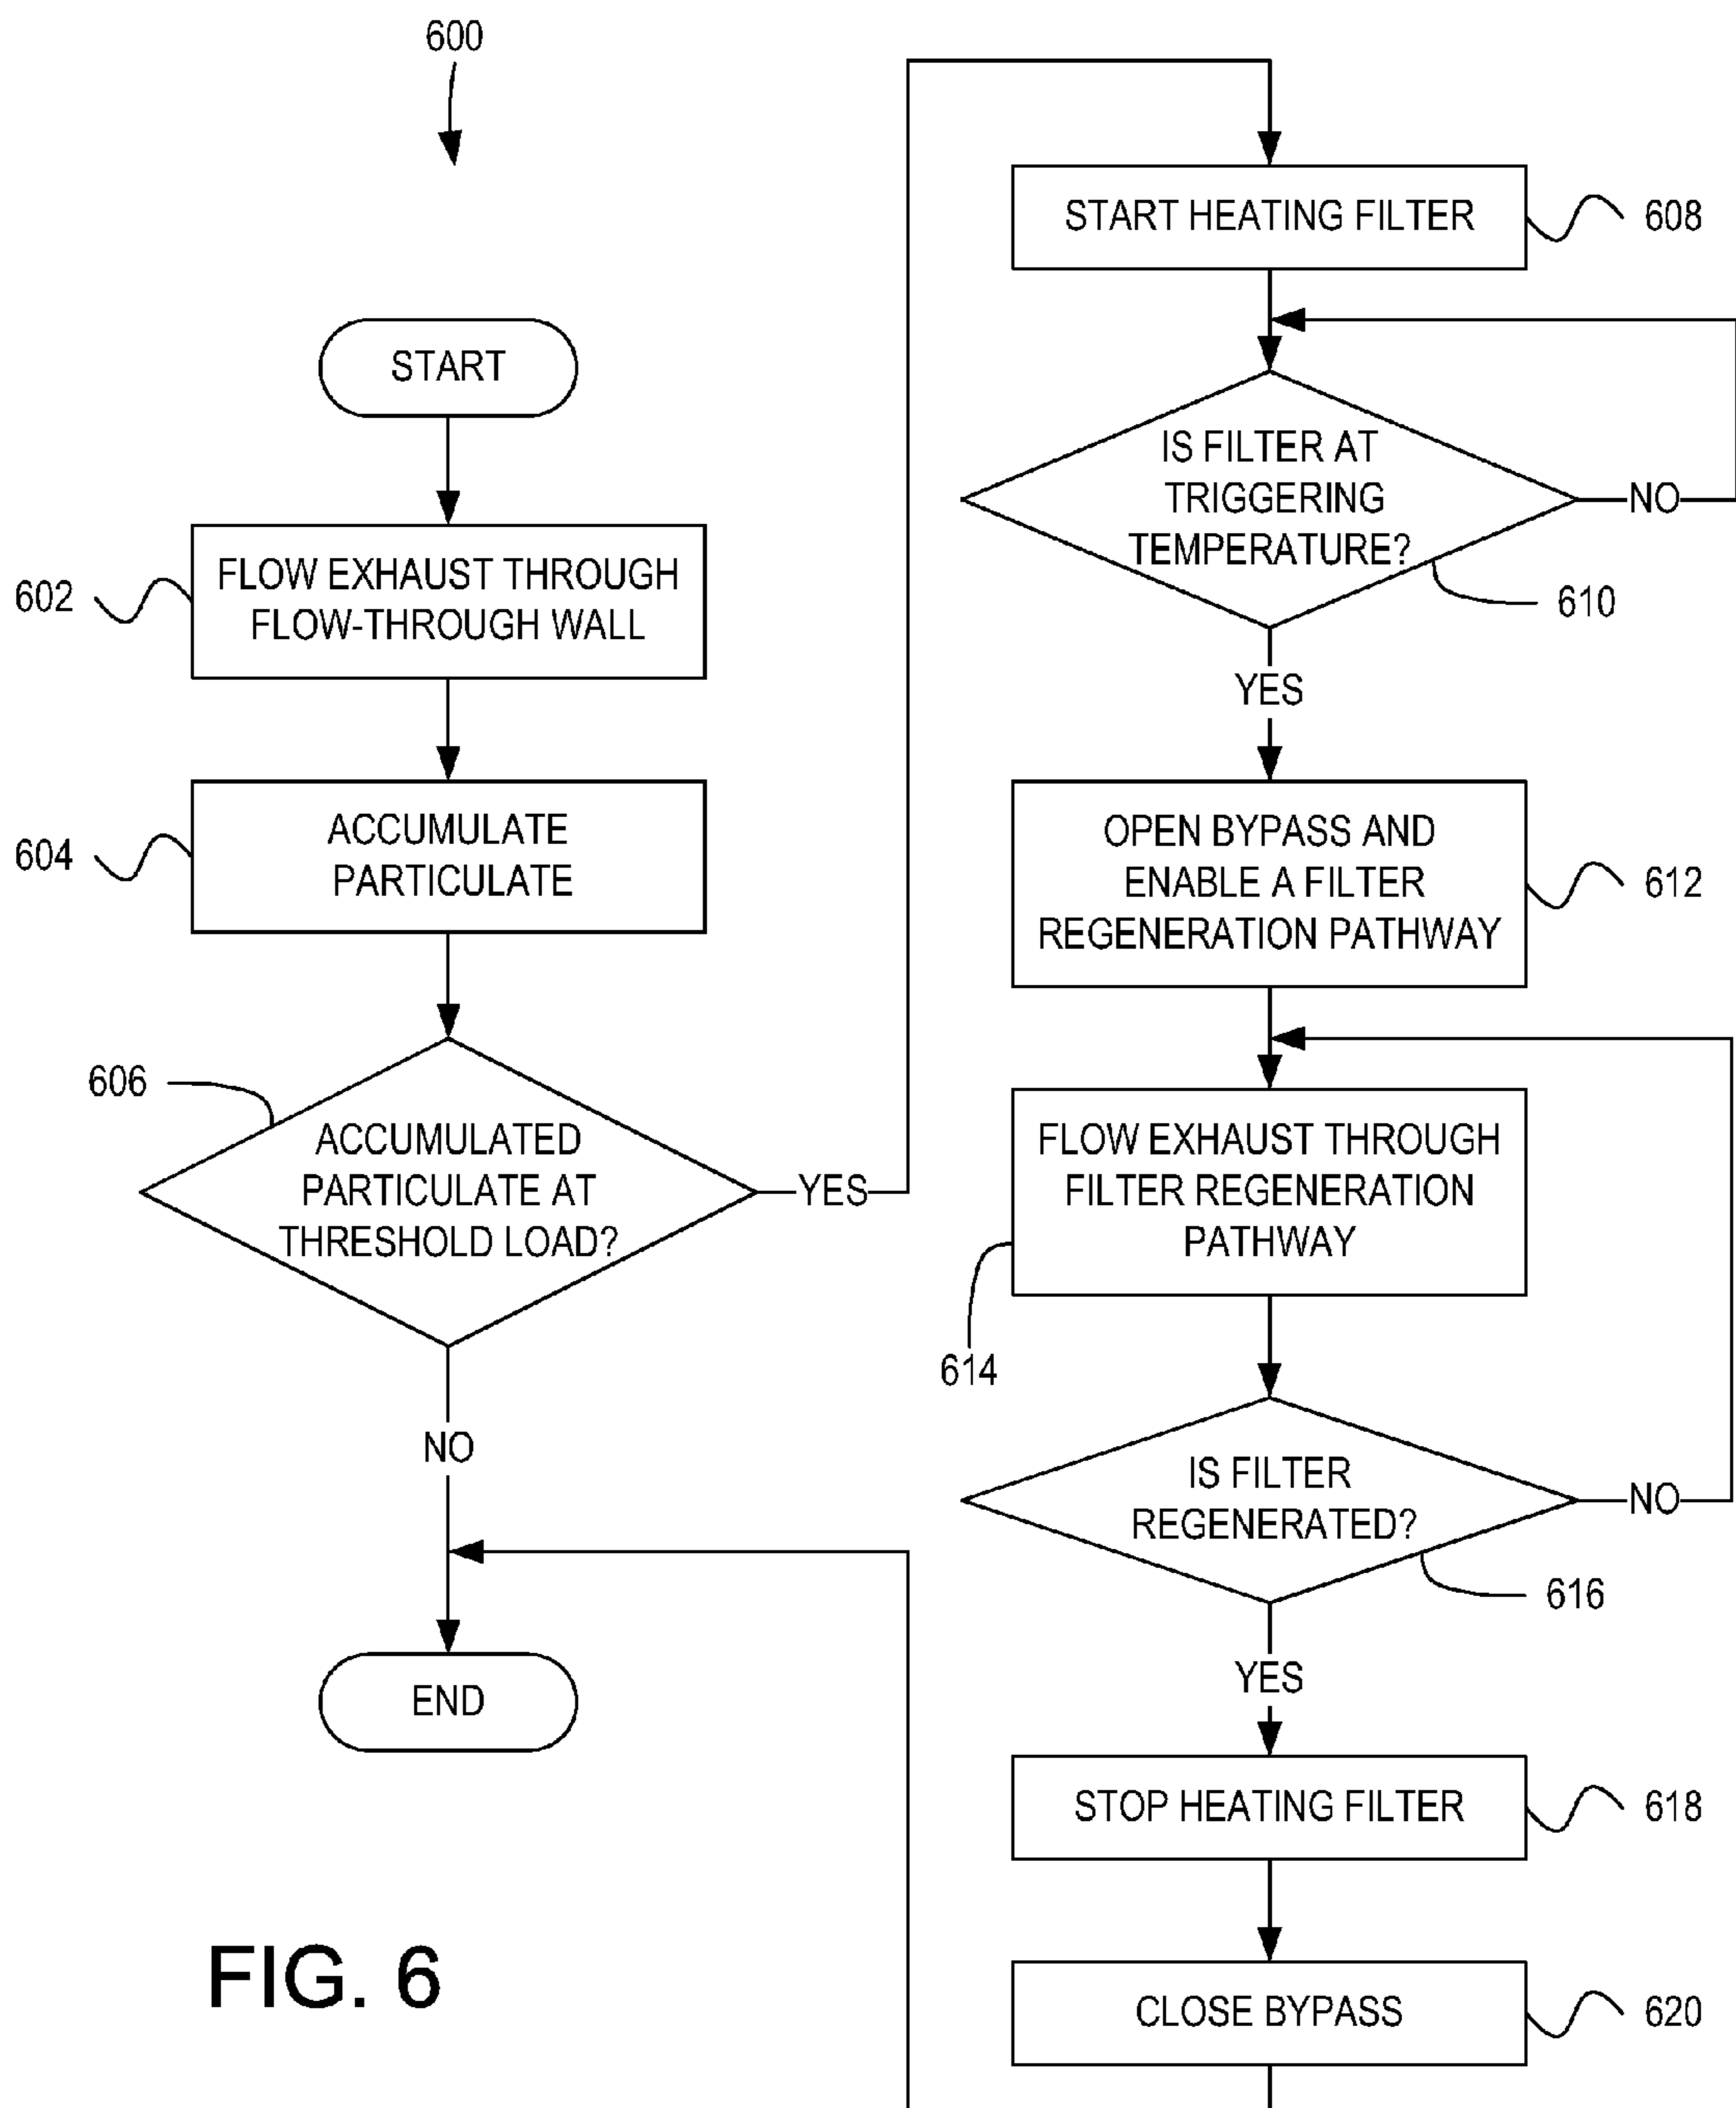 600
START
602
FLOW EXHAUST THROUGH
FLOW-THROUGH WALL
604
ACCUMULATE
PARTICULATE
606
ACCUMULATED
PARTICULATE AT
THRESHOLD LOAD?
YES
NO
END
START HEATING FILTER
608
IS FILTER AT
TRIGGERING
TEMPERATURE?
NO
610
YES
OPEN BYPASS AND
ENABLE A FILTER
REGENERATION PATHWAY
612
FLOW EXHAUST THROUGH
FILTER REGENERATION
PATHWAY
614
IS FILTER
REGENERATED?
NO
616
YES
STOP HEATING FILTER
618
CLOSE BYPASS
620
FIG. 6